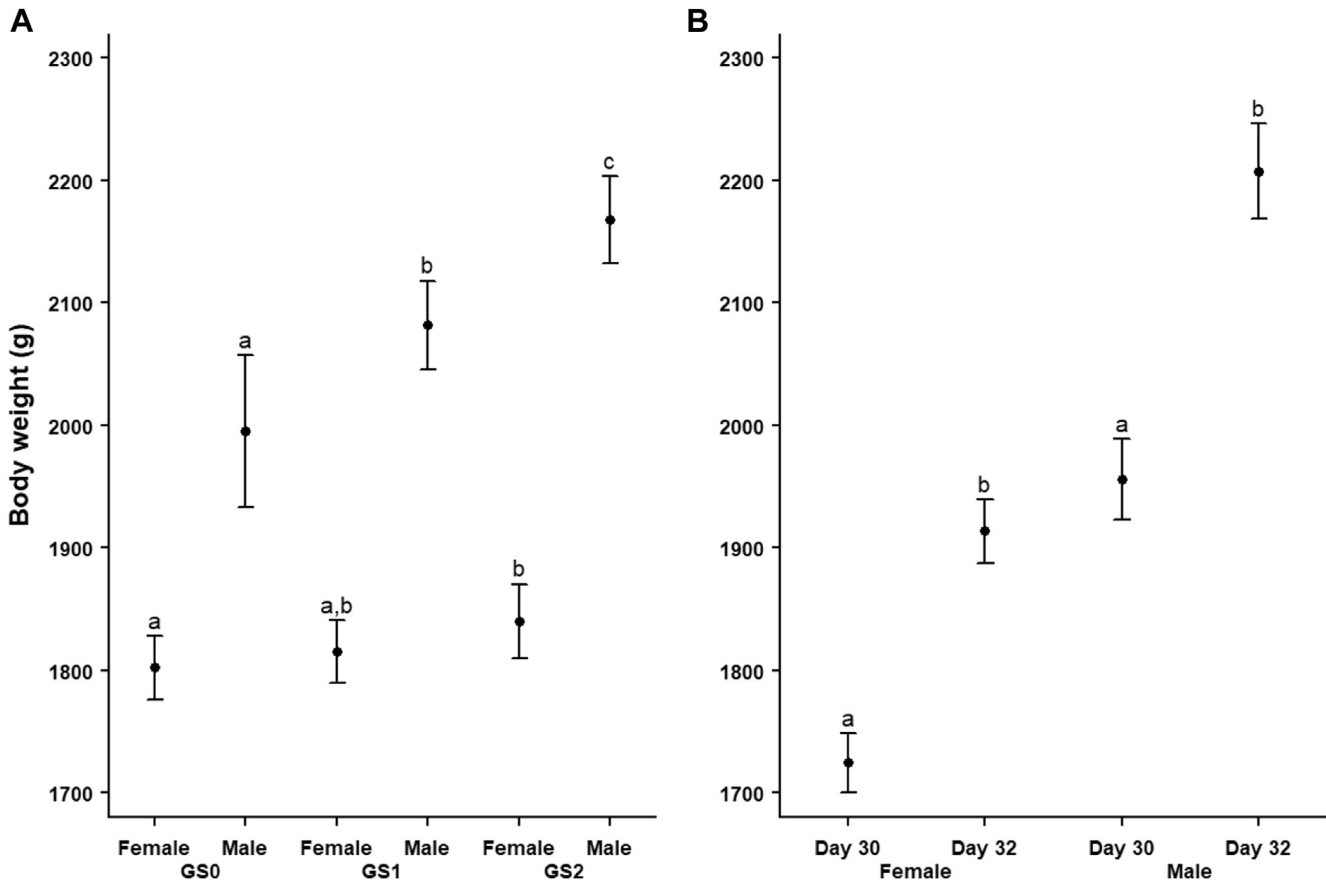 A
Body weight (g)
2300
2200
2100
2000
1900
1800
1700
a
a
a,b
b
b
c
Female Male Female Male Female Male
GS0 GS1 GS2
B
2300
2200
2100
2000
1900
1800
1700
a
b
a
b
Day 30 Day 32 Day 30 Day 32
Female Male